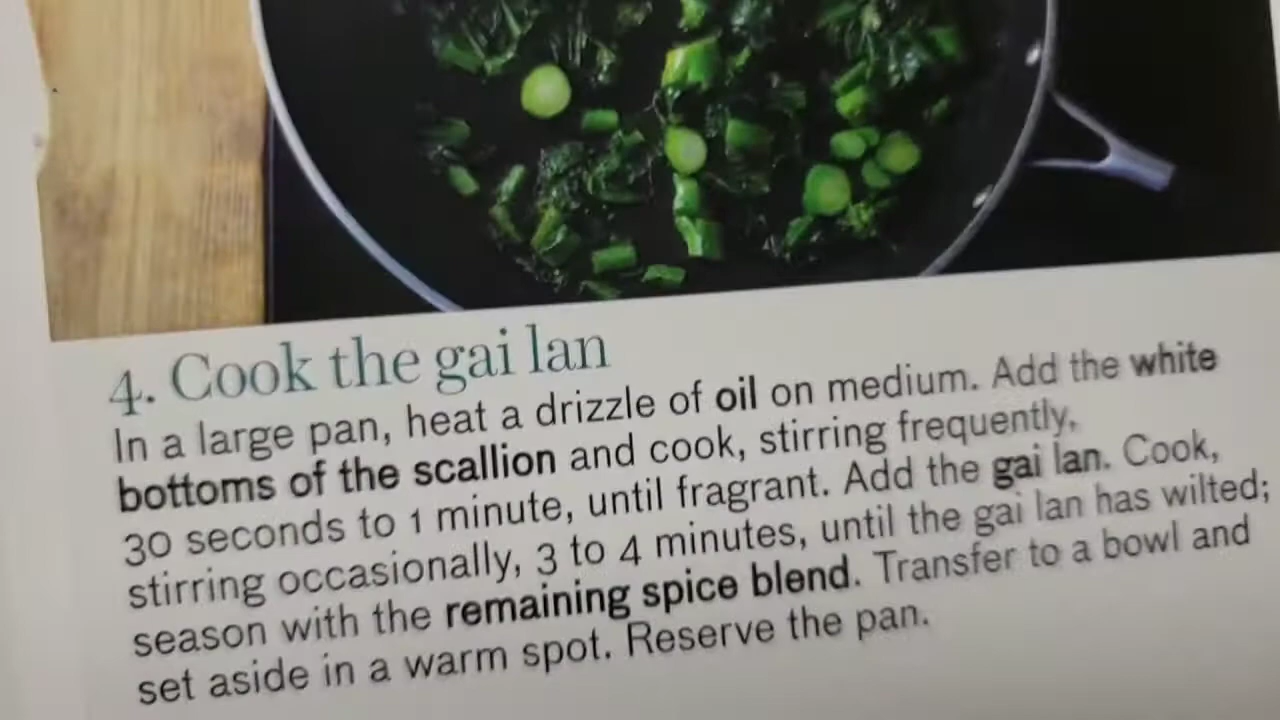 4. Cook the gai lan
In a large pan, heat a drizzle of oil on medium. Add the white
bottoms of the scallion and cook, stirring frequently,
30 seconds to 1 minute, until fragrant. Add the gai lan. Cook,
stirring occasionally, 3 to 4 minutes, until the gai lan has wilted;
season with the remaining spice blend. Transfer to a bowl and
set aside in a warm spot. Reserve the pan.